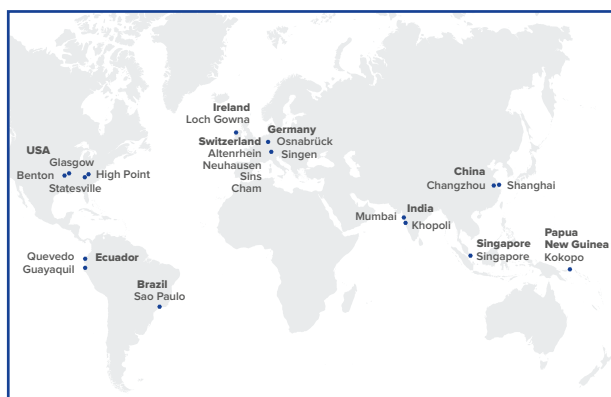 Ireland
Loch Gowna
Germany
Osnabrück
Singen
Switzerland
Altenrhein
Neuhausen
Sins
Cham
USA
Glasgow
Benton
High Point
Statesville
China
Changzhou
Shanghai
India
Mumbai
Khopoli
Papua
New Guinea
Kokopo
Singapore
Singapore
Quevedo
Ecuador
Guayaquil
Brazil
Sao Paulo